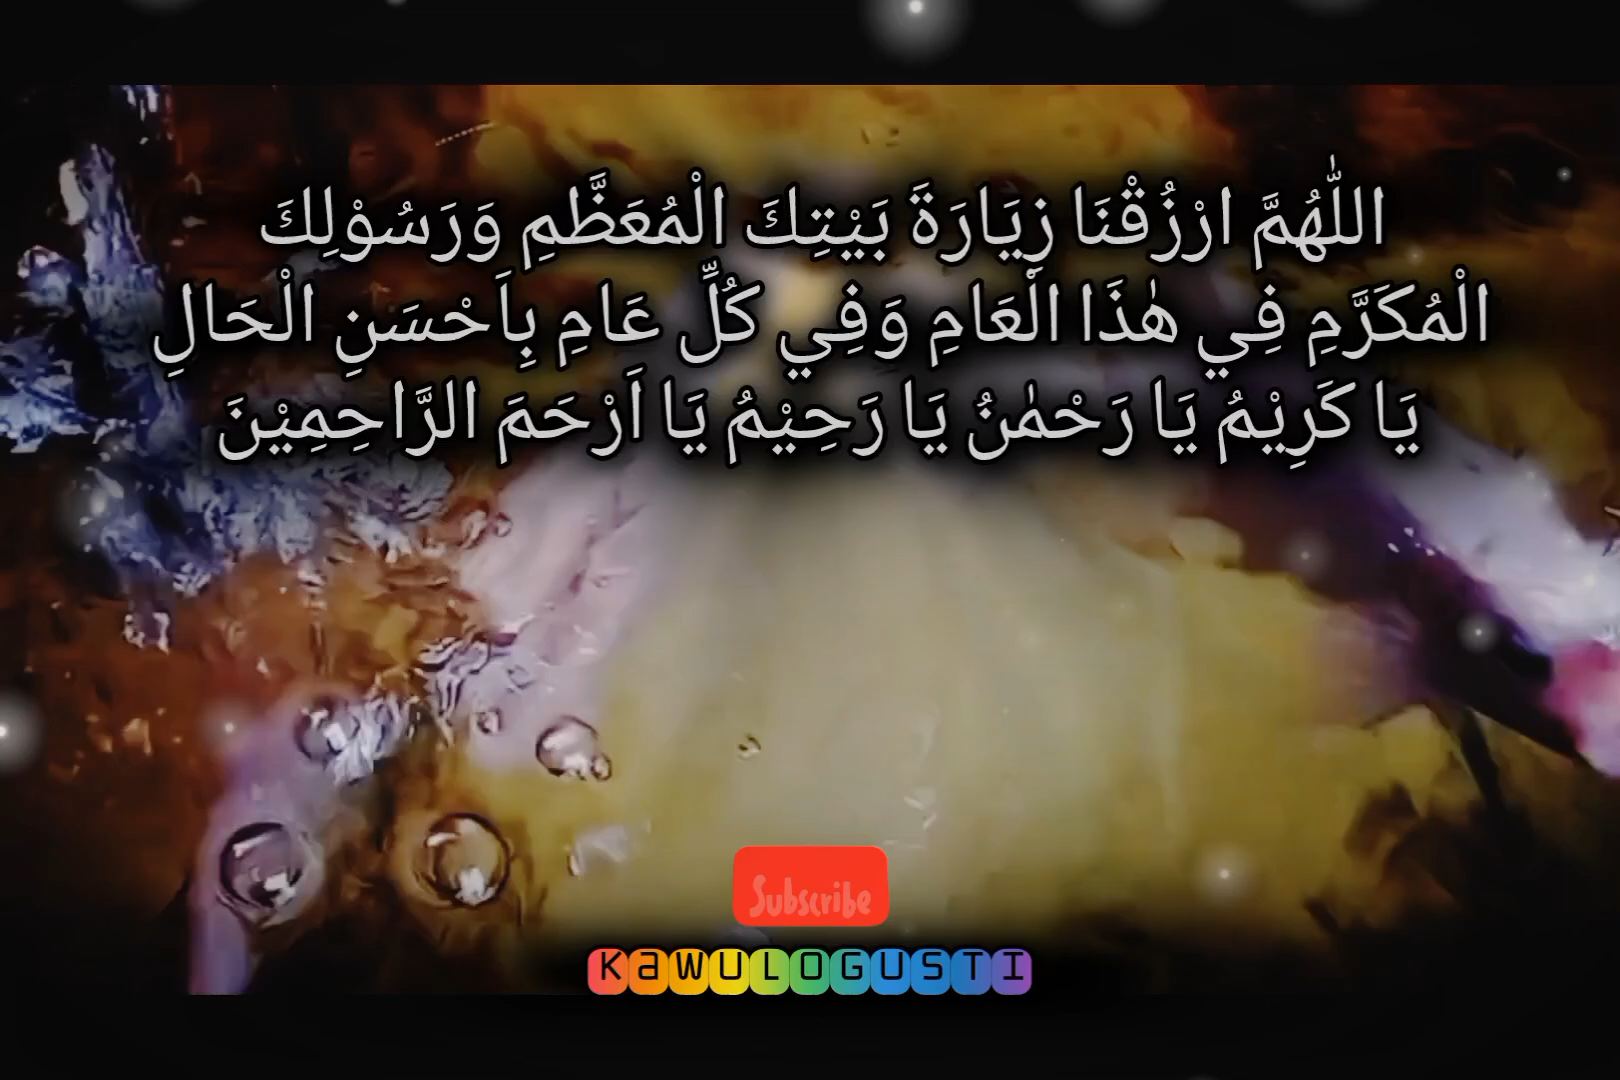 اللّٰهُمَّ ارْزُقْنَا زِيَارَةَ بَيْتِكَ الْمُعَظَّمِ وَرَسُوْلِكَ
الْمُكَرَّمِ فِي هٰذَا الْعَامِ وَفِي كُلِّ عَامِ بِاَحْسَنِ الْحَالِ
يَا كَرِيْمُ يَا رَحْمٰنُ يَا رَحِيْمُ يَا اَرْحَمَ الرَّاحِمِيْنَ
Subscribe
KaWULOGUSTI